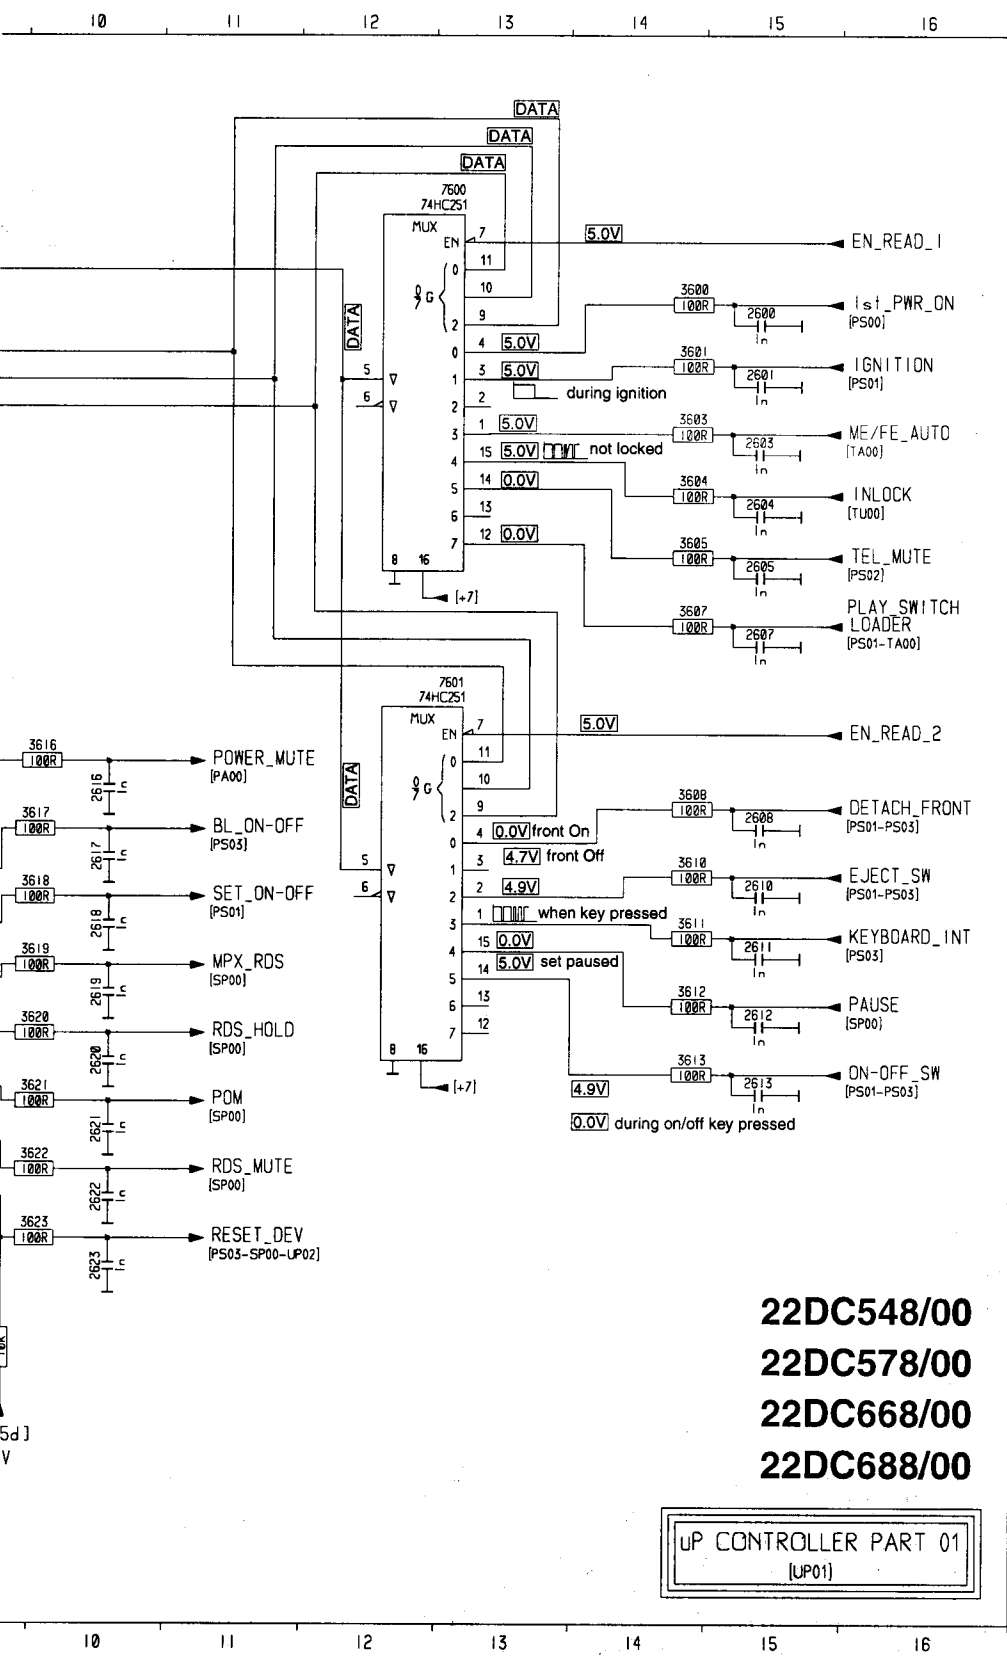 10 11 12 13 14 15 16
DATA
DATA
DATA
7600
74HC251
MUX
EN
7
5.0V
EN_READ_1
0
11
10
0/7 G
2
9
DATA
0
4
5.0V
3600
100R
2600
1n
1st_PWR_ON
[PS00]
5
1
3
5.0V
during ignition
3601
100R
2601
1n
IGNITION
[PS01]
6
2
2
3
1
5.0V
3603
100R
2603
1n
ME/FE_AUTO
[TA00]
4
15
5.0V
not locked
3604
100R
2604
1n
INLOCK
[TU00]
5
14
0.0V
3605
100R
2605
1n
TEL_MUTE
[PS02]
6
13
7
12
0.0V
3607
100R
2607
1n
PLAY_SWITCH
LOADER
[PS01-TA00]
8 16
[+7]
7601
74HC251
MUX
EN
7
5.0V
EN_READ_2
0
11
10
0/7 G
2
9
DATA
0
4
0.0V front On
4.7V front Off
3608
100R
2608
1n
DETACH_FRONT
[PS01-PS03]
5
1
3
6
2
2
4.9V
3610
100R
2610
1n
EJECT_SW
[PS01-PS03]
3
1
when key pressed
3611
100R
2611
1n
KEYBOARD_INT
[PS03]
4
15
0.0V
5.0V set paused
3612
100R
2612
1n
PAUSE
[SP00]
5
14
3613
100R
2613
1n
ON-OFF_SW
[PS01-PS03]
4.9V
0.0V during on/off key pressed
6
13
7
12
8 16
[+7]
3616
100R
2616
POWER_MUTE
[PA00]
3617
100R
2617
BL_ON-OFF
[PS03]
3618
100R
2618
SET_ON-OFF
[PS01]
3619
100R
2619
MPX_RDS
[SP00]
3620
100R
2620
RDS_HOLD
[SP00]
3621
100R
2621
POM
[SP00]
3622
100R
2622
RDS_MUTE
[SP00]
3623
100R
2623
RESET_DEV
[PS03-SP00-UP02]
5d]
V
22DC548/00
22DC578/00
22DC668/00
22DC688/00
uP CONTROLLER PART 01
[UP01]
10 11 12 13 14 15 16